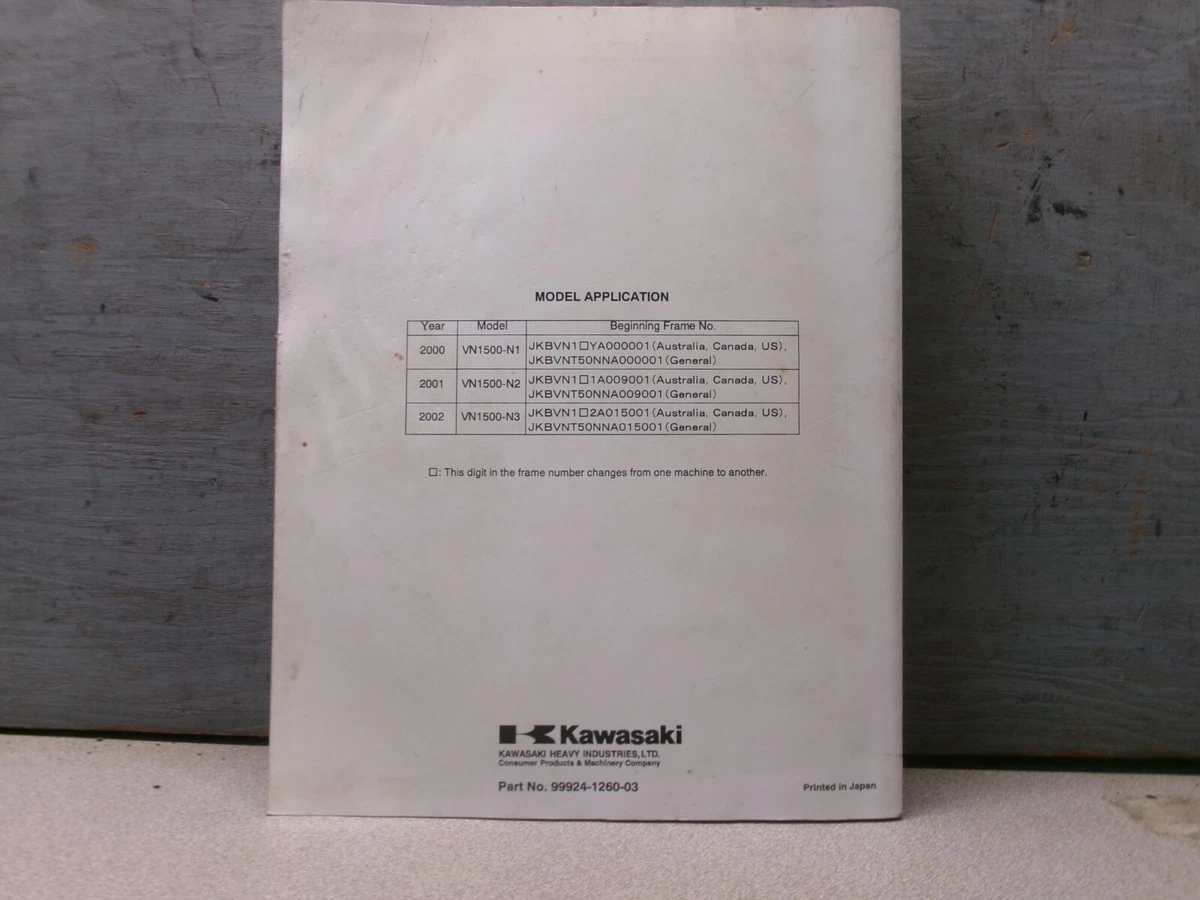 MODEL APPLICATION
Year Model Beginning Frame No.
2000 VN1500-N1 JKBVN1□YA000001(Australia, Canada, US),
JKBVNT50NNA000001(General)
2001 VN1500-N2 JKBVN1□1A009001(Australia, Canada, US),
JKBVNT50NNA009001(General)
2002 VN1500-N3 JKBVN1□2A015001(Australia, Canada, US),
JKBVNT50NNA015001(General)
□: This digit in the frame number changes from one machine to another.
Kawasaki
KAWASAKI HEAVY INDUSTRIES,LTD.
Consumer Products & Machinery Company
Part No. 99924-1260-03
Printed in Japan